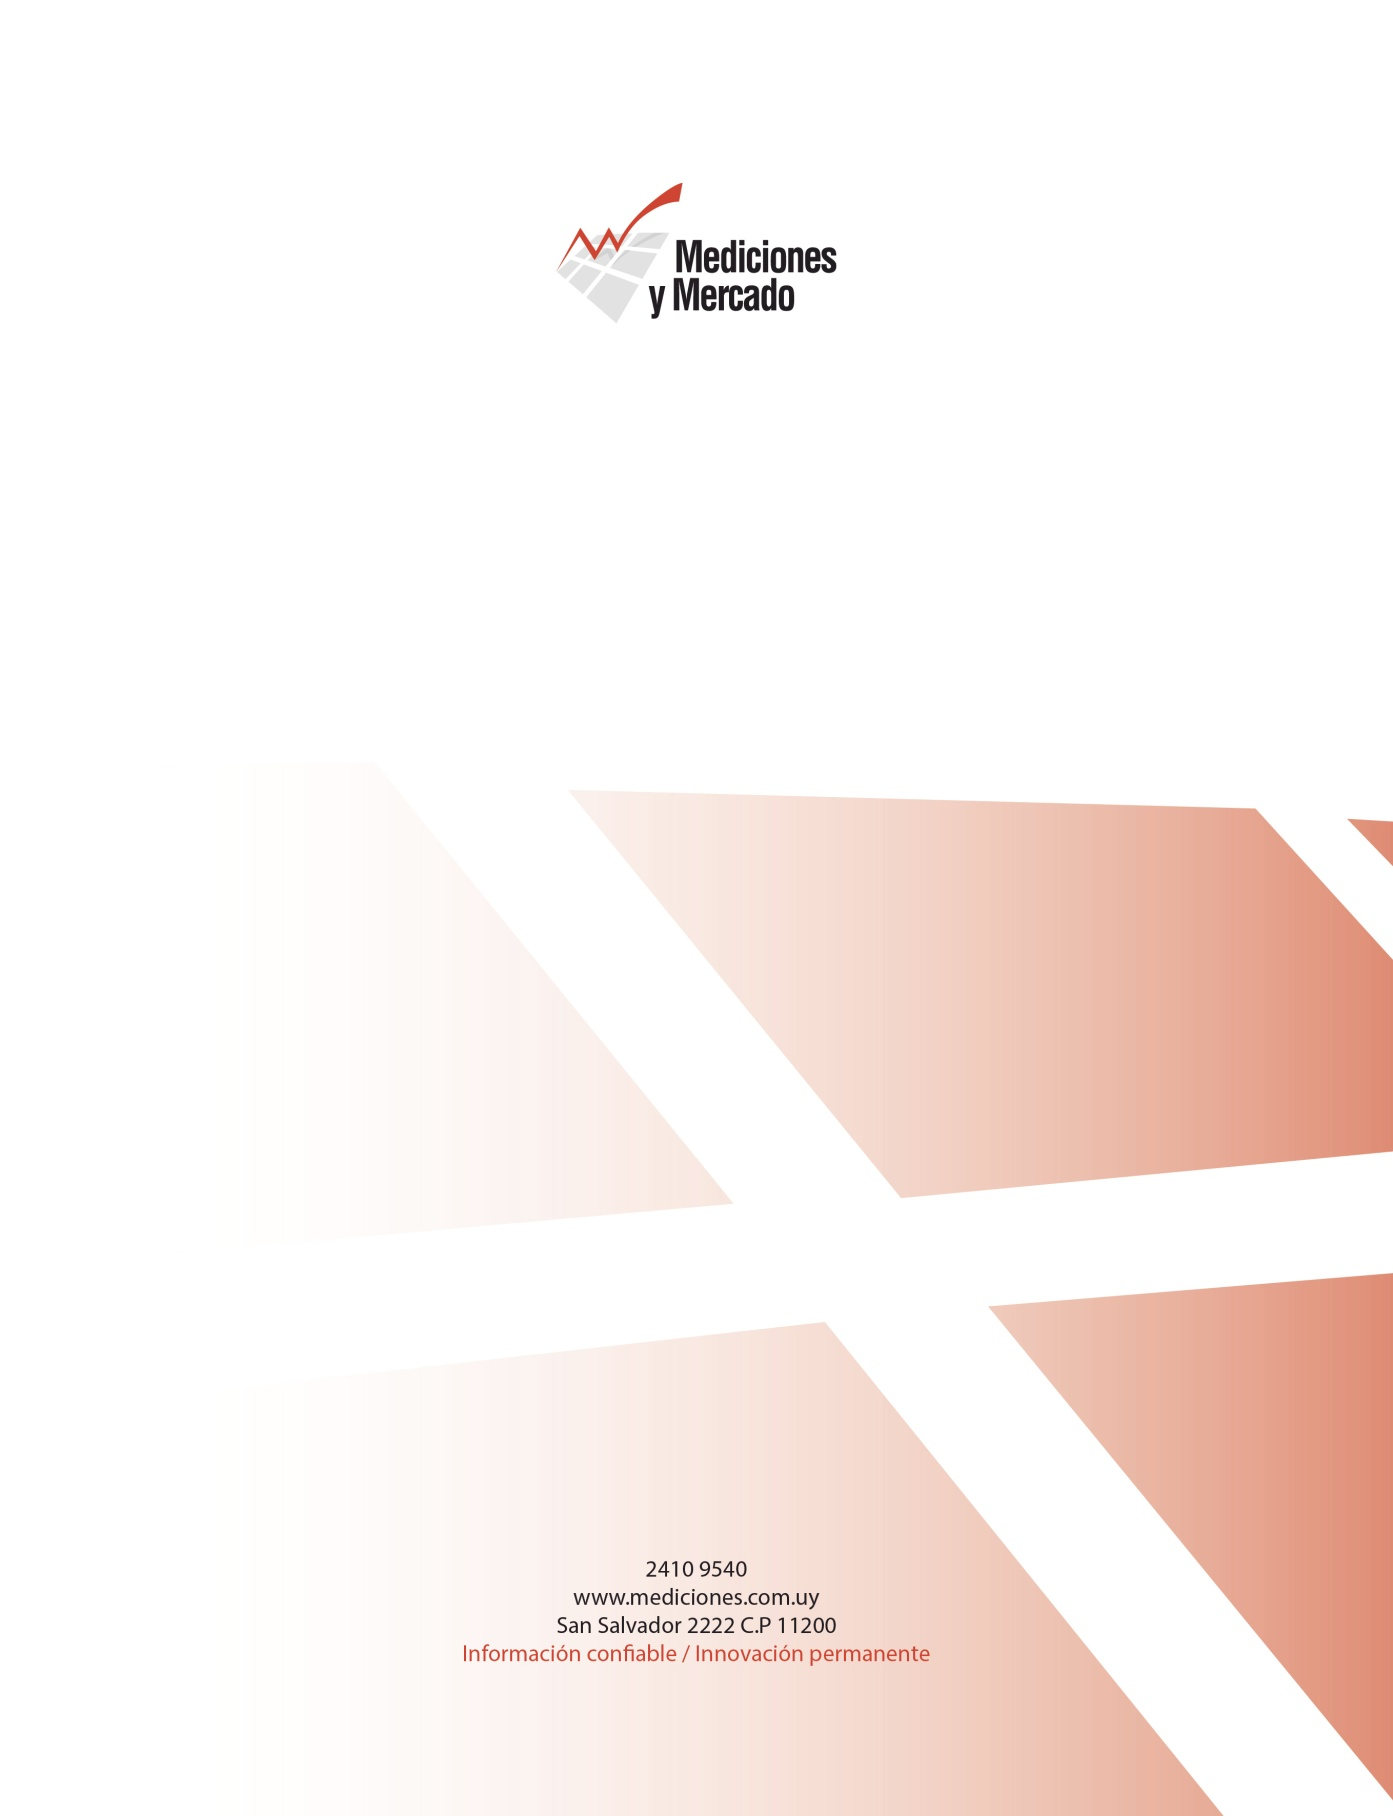 Mediciones
y Mercado
2410 9540
www.mediciones.com.uy
San Salvador 2222 C.P 11200
Información confiable / Innovación permanente